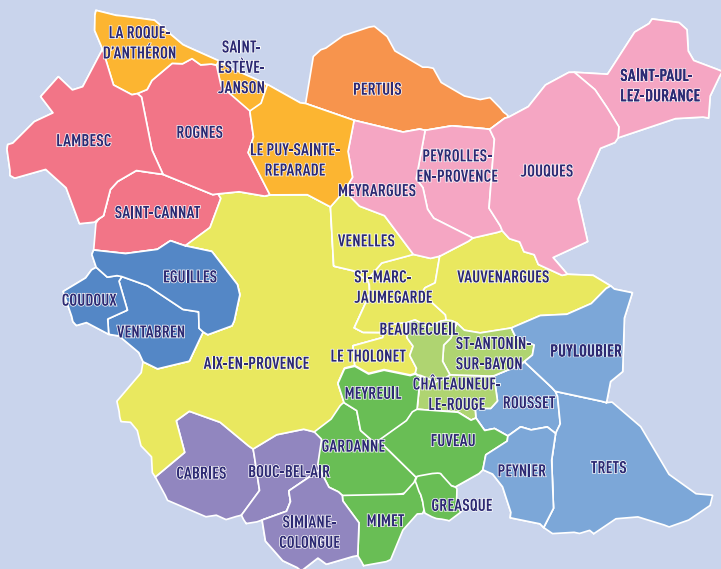 LA ROQUE-
D'ANTHÉRON
SAINT-
ESTÈVE-
JANSON
PERTUIS
SAINT-PAUL-
LEZ-DURANCE
LAMBESC
ROGNES
LE PUY-SAINTE-
REPARADE
MEYRARGUES
PEYROLLES-
EN-PROVENCE
JOUQUES
SAINT-CANNAT
VENELLES
EGUILLES
COUDOUX
VENTABREN
ST-MARC-
JAUMEGARDE
VAUVENARGUES
BEAURECUEIL
AIX-EN-PROVENCE
LE THOLONET
ST-ANTONIN-
SUR-BAYON
PUYLOUBIER
MEYREUIL
CHÂTEAUNEUF-
LE-ROUGE
ROUSSET
GARDANNE
FUVEAU
CABRIES
BOUC-BEL-AIR
PEYNIER
TRETS
SIMIANE-
COLONGUE
MIMET
GREASQUE